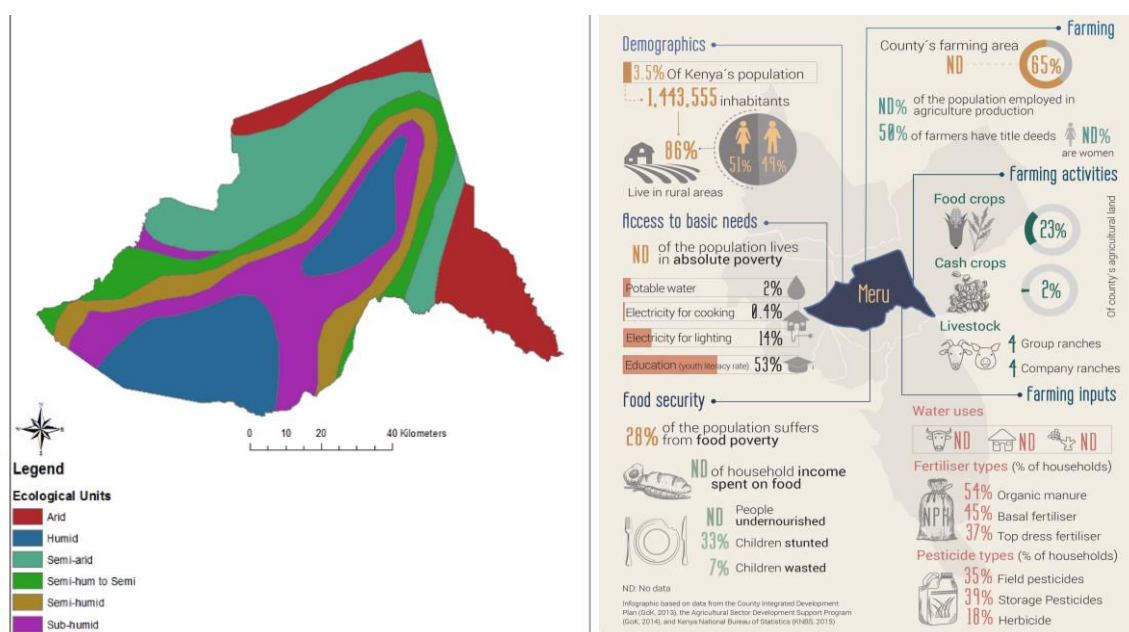 0 10 20 40 Kilometers
Legend
Ecological Units
Arid
Humid
Semi-arid
Semi-hum to Semi
Semi-humid
Sub-humid
Demographics
3.5% Of Kenya´s population
1,443,555 inhabitants
86%
51% 49%
Live in rural areas
Access to basic needs
ND of the population lives
in absolute poverty
Potable water 2%
Electricity for cooking 0.4%
Electricity for lighting 14%
Education (youth literacy rate) 53%
Food security
28% of the population suffers
from food poverty
ND of household income
spent on food
ND People
undernourished
33% Children stunted
7% Children wasted
ND: No data
Infographic based on data from the County Integrated Development
Plan (GoK, 2013), the Agricultural Sector Development Support Program
(GoK, 2014), and Kenya National Bureau of Statistics (KNBS, 2015)
Meru
Farming
County´s farming area
ND 65%
ND% of the population employed in
agriculture production
50% of farmers have title deeds ND%
are women
Farming activities
Food crops
23%
Cash crops
2%
Of county's agricultural land
Livestock
4 Group ranches
4 Company ranches
Farming inputs
Water uses
ND ND ND
Fertiliser types (% of households)
NPK
54% Organic manure
45% Basal fertiliser
37% Top dress fertiliser
Pesticide types (% of households)
35% Field pesticides
39% Storage Pesticides
18% Herbicide